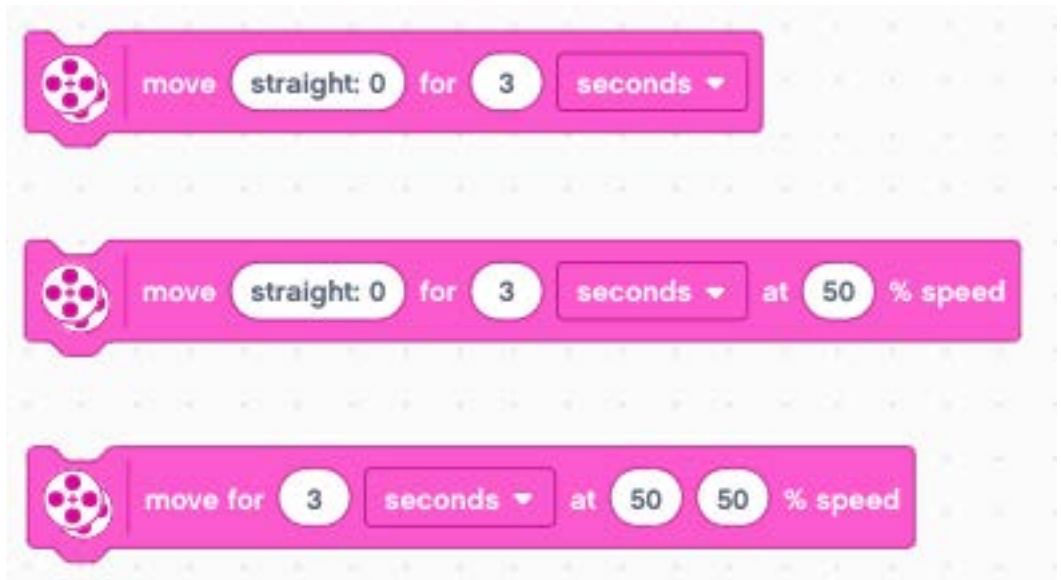 move straight: 0 for 3 seconds
move straight: 0 for 3 seconds at 50 % speed
move for 3 seconds at 50 50 % speed